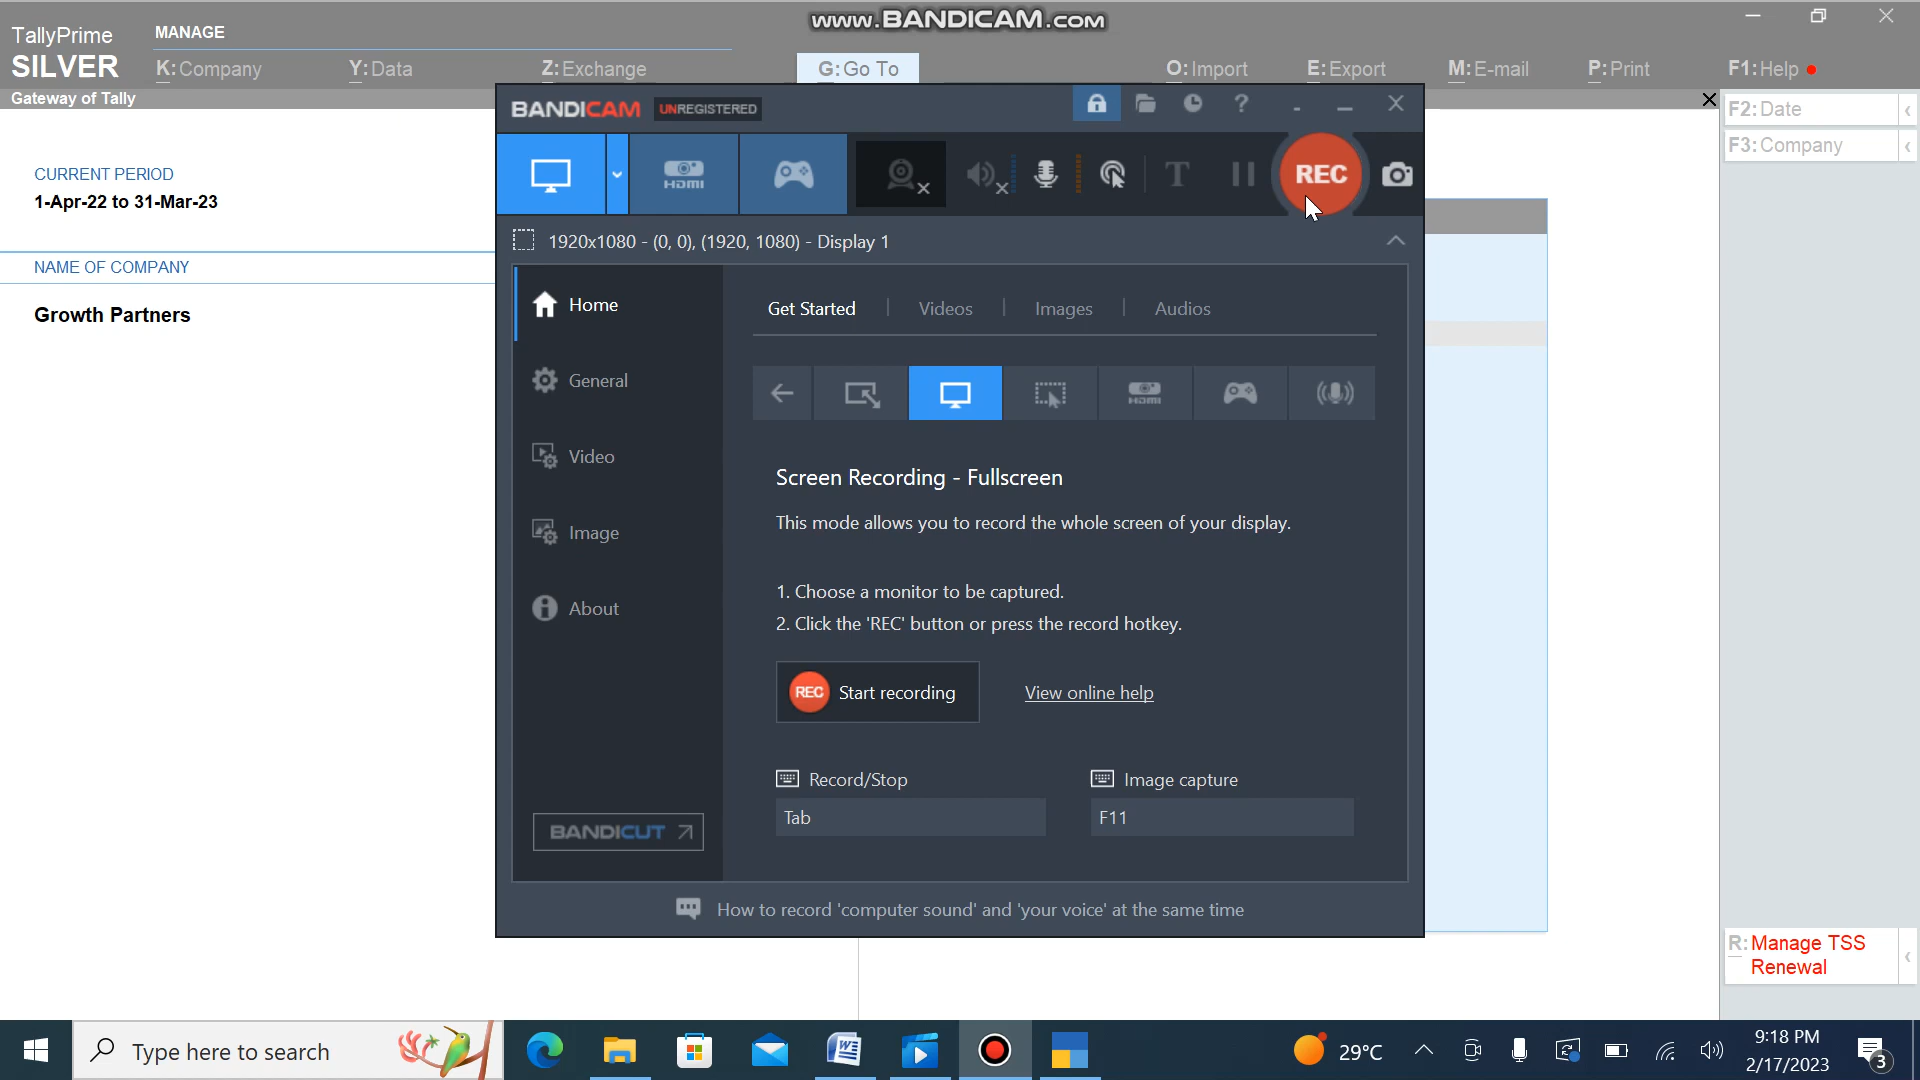 www.BANDICAM.com
TallyPrime
SILVER
MANAGE
K:Company
Y:Data
Z:Exchange
G:Go To
O:Import
E:Export
M:E-mail
P:Print
F1:Help
Gateway of Tally
F2:Date
F3:Company
CURRENT PERIOD
1-Apr-22 to 31-Mar-23
NAME OF COMPANY
Growth Partners
BANDICAM UNREGISTERED
HDMI
REC
1920x1080 - (0, 0), (1920, 1080) - Display 1
Home
General
Video
Image
About
BANDICUT
Get Started
Videos
Images
Audios
HDMI
Screen Recording - Fullscreen
This mode allows you to record the whole screen of your display.
1. Choose a monitor to be captured.
2. Click the 'REC' button or press the record hotkey.
REC Start recording
View online help
Record/Stop
Tab
Image capture
F11
How to record 'computer sound' and 'your voice' at the same time
R:Manage TSS
Renewal
Type here to search
29°C
9:18 PM
2/17/2023
3